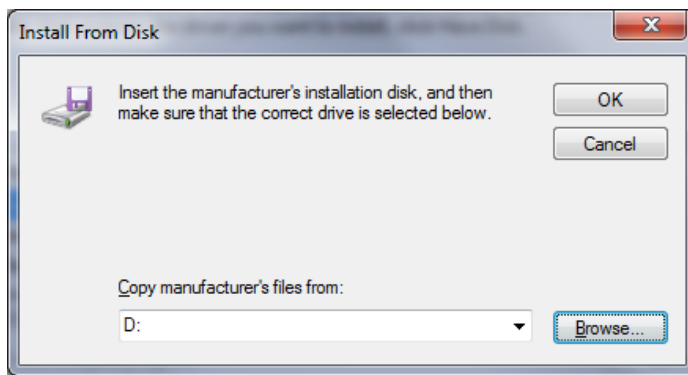 Install From Disk
Insert the manufacturer's installation disk, and then
make sure that the correct drive is selected below.
OK
Cancel
Copy manufacturer's files from:
D:
Browse...